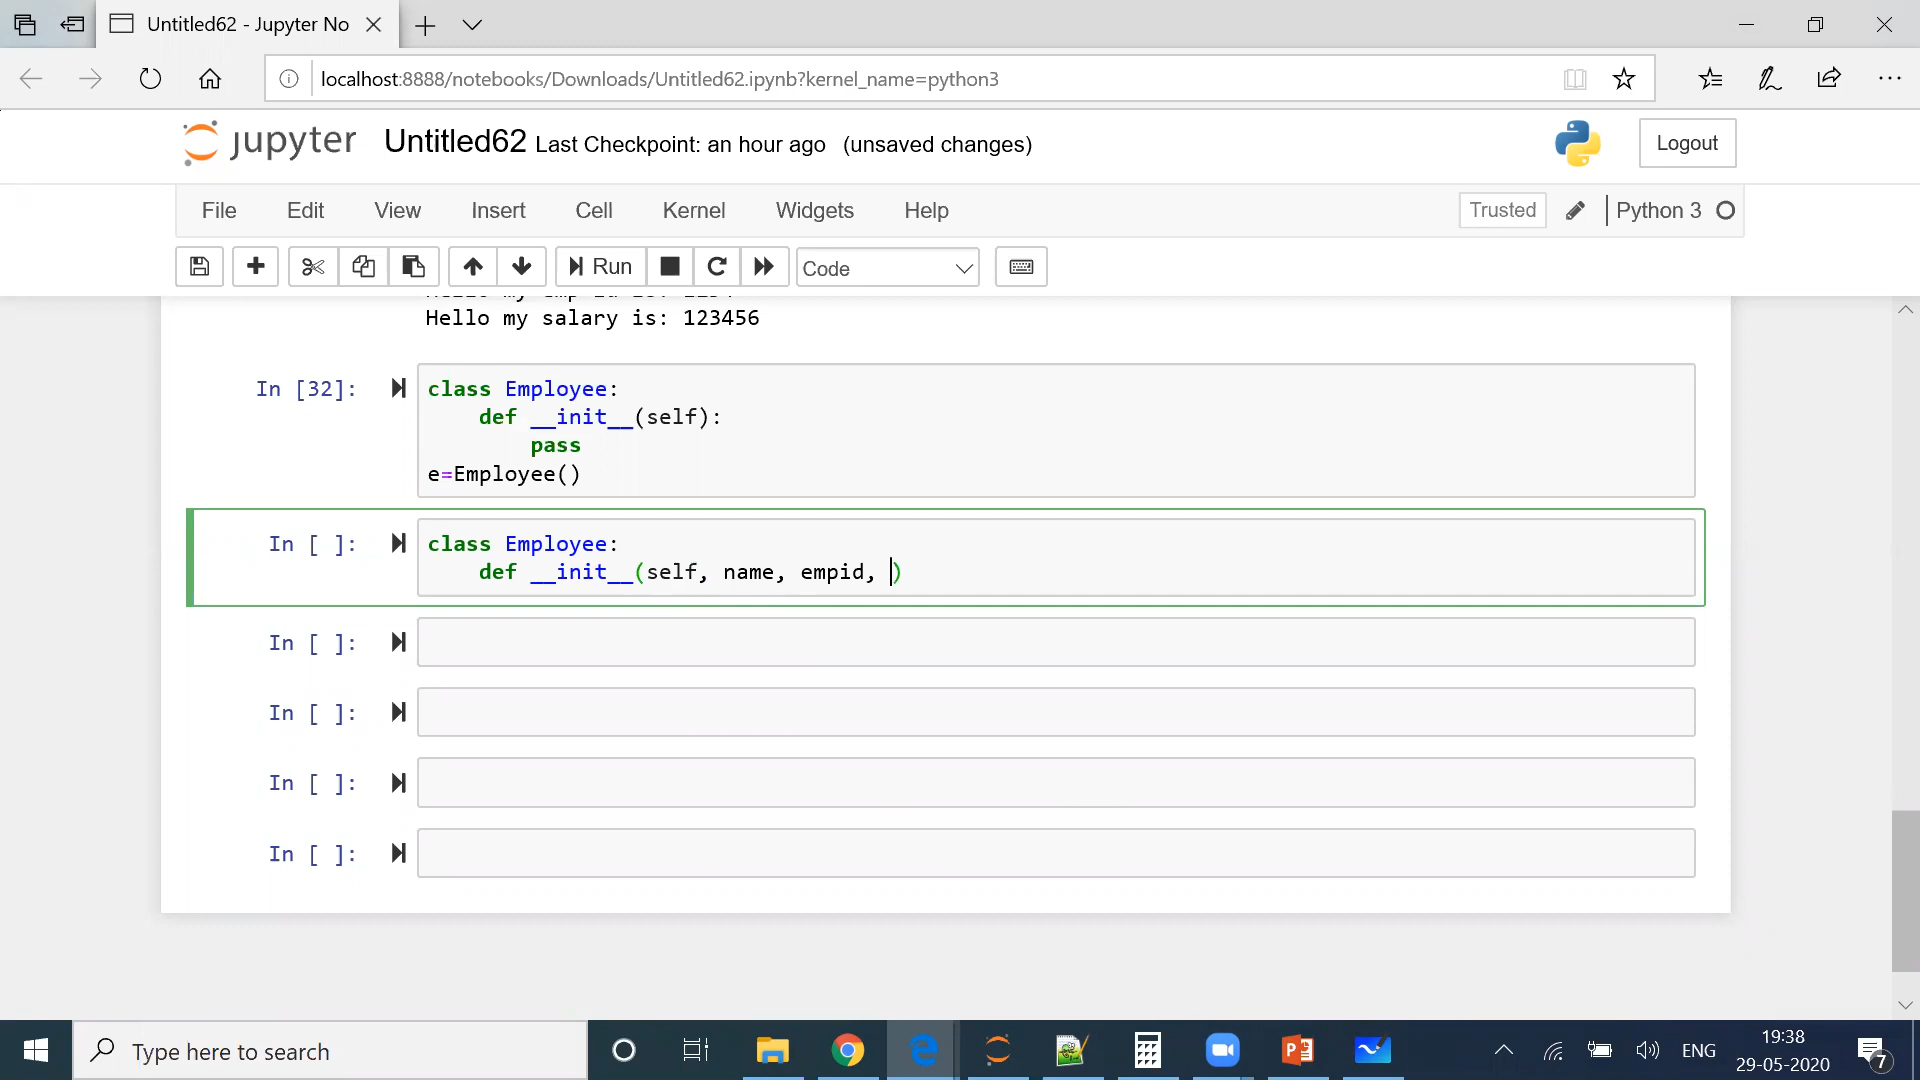 Untitled62 - Jupyter No
localhost:8888/notebooks/Downloads/Untitled62.ipynb?kernel_name=python3
jupyter Untitled62 Last Checkpoint: an hour ago (unsaved changes)
Logout
File Edit View Insert Cell Kernel Widgets Help
Trusted
Python 3
Run
Code
Hello my salary is: 123456
In [32]:
class Employee:
def __init__(self):
pass
e=Employee()
In [ ]:
class Employee:
def __init__(self, name, empid, )
In [ ]:
In [ ]:
In [ ]:
In [ ]:
Type here to search
ENG
19:38
29-05-2020
7